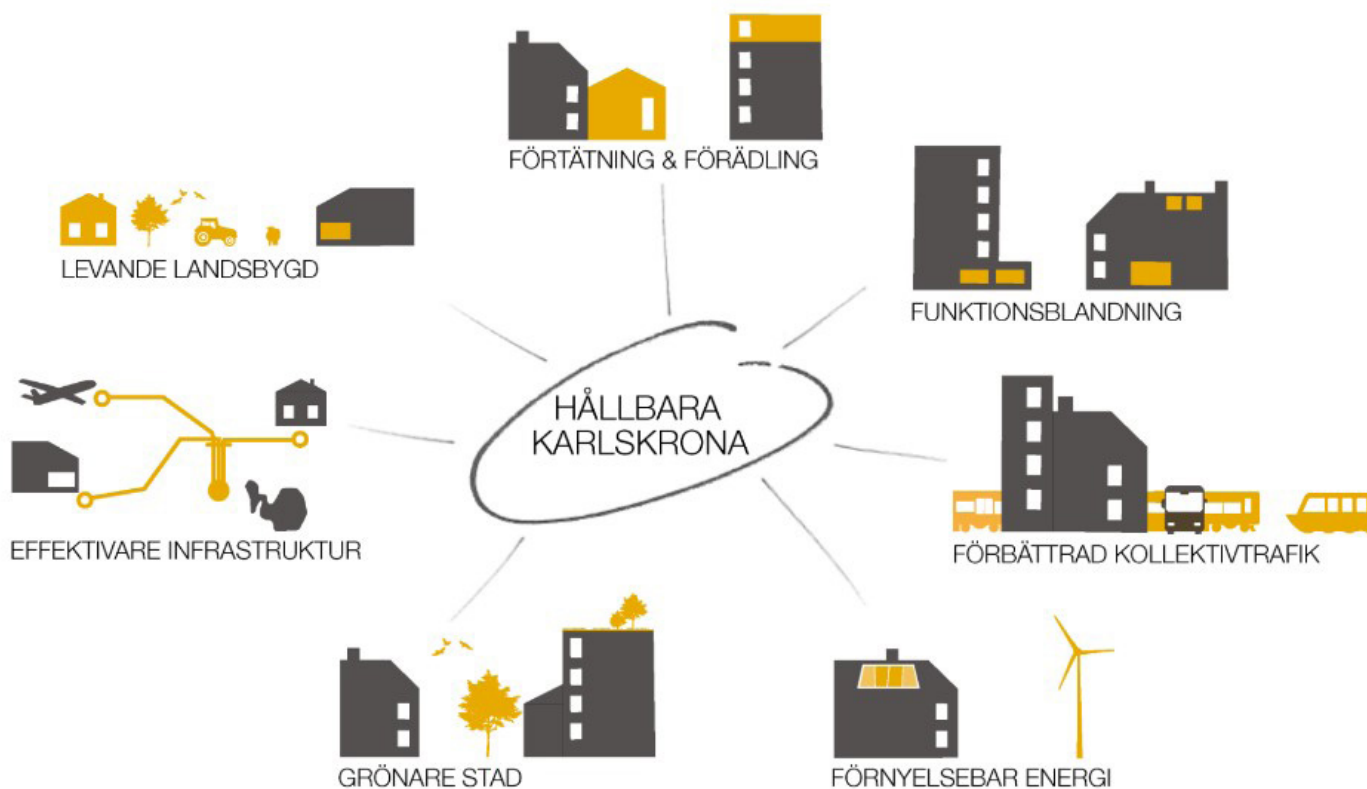 FÖRTÄTNING & FÖRÄDLING
LEVANDE LANDSBYGD
FUNKTIONSBLANDNING
HÅLLBARA
KARLSKRONA
EFFEKTIVARE INFRASTRUKTUR
FÖRBÄTTRAD KOLLEKTIVTRAFIK
GRÖNARE STAD
FÖRNYELSEBAR ENERGI